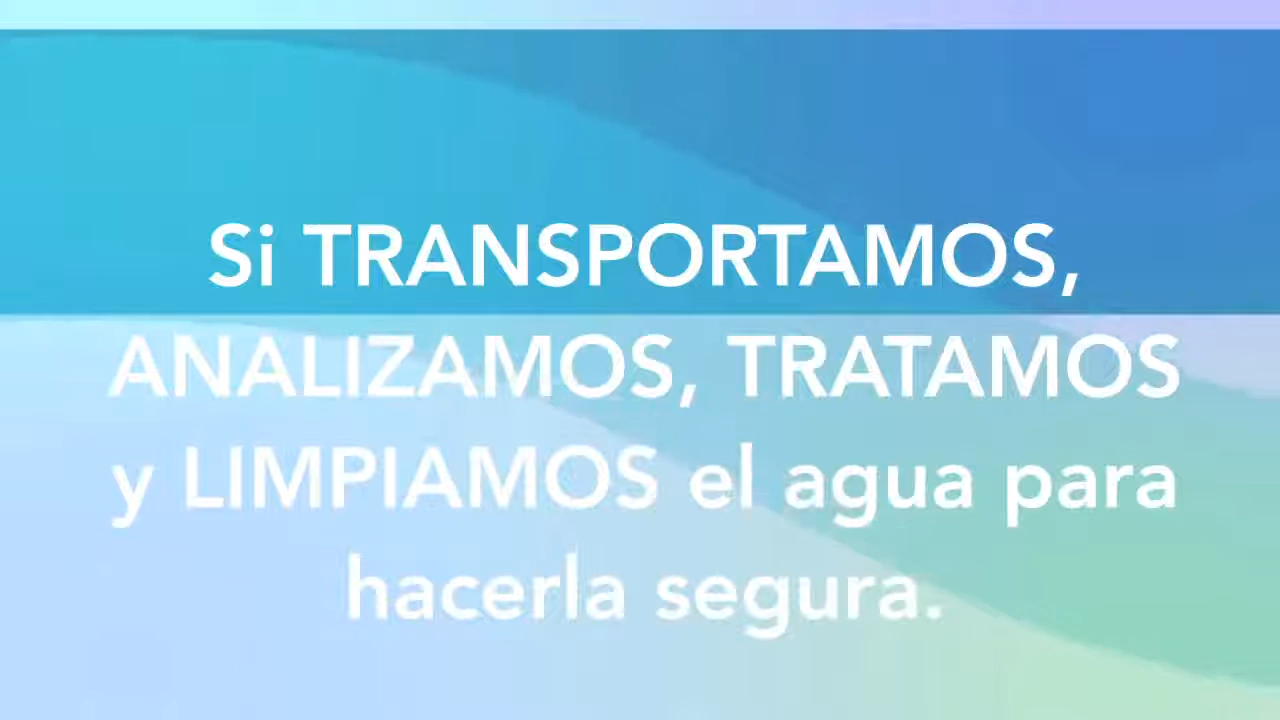 Si TRANSPORTAMOS,
ANALIZAMOS, TRATAMOS
y LIMPIAMOS el agua para
hacerla segura.